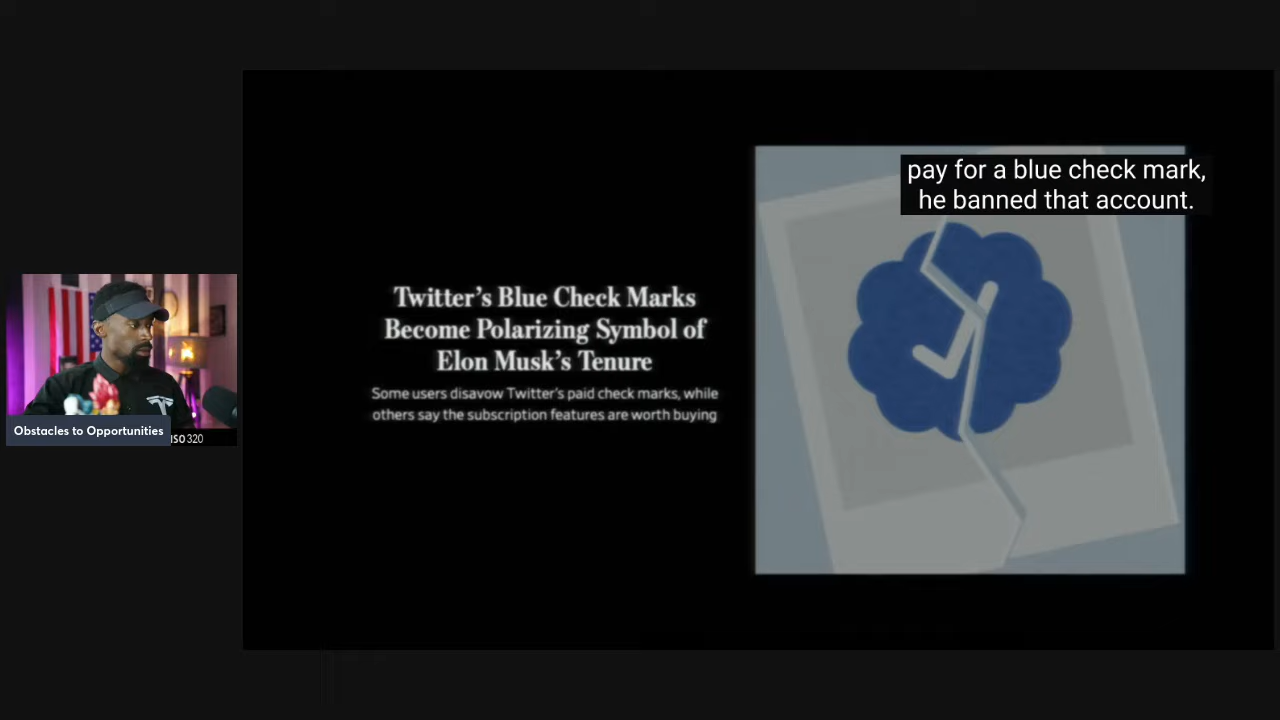 pay for a blue check mark,
he banned that account.
Twitter's Blue Check Marks
Become Polarizing Symbol of
Elon Musk's Tenure
Some users disavow Twitter's paid check marks, while
others say the subscription features are worth buying
Obstacles to Opportunities
ISO 320